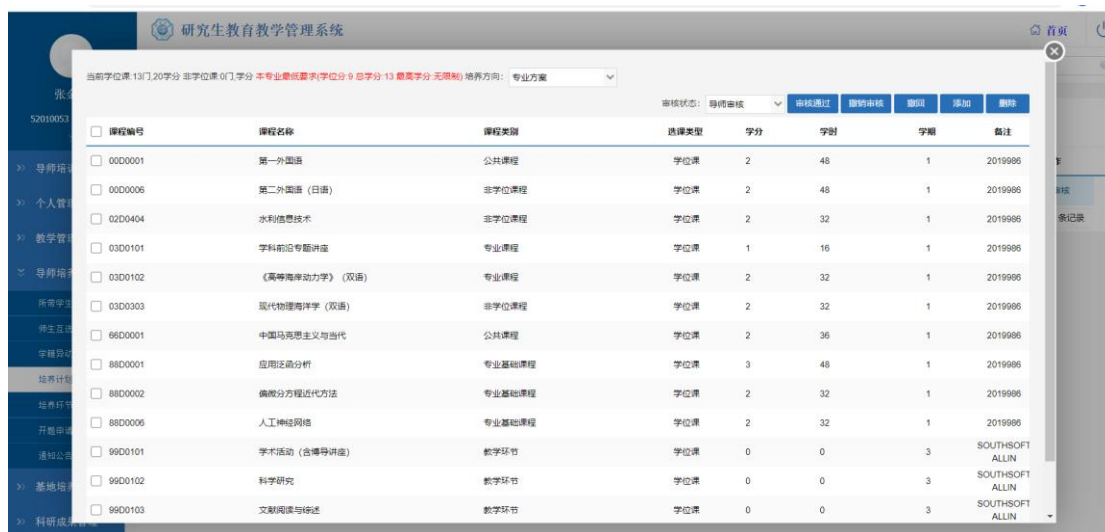 研究生教育教学管理系统
首页
当前学位课:13门,20学分 非学位课:0门,学分 本专业最低要求(学位分:9 总学分:13 最高学分:无限制) 培养方向: 专业方案
审核状态: 导师审核 审核通过 撤销审核 撤回 添加 删除
52010053
课程编号 课程名称 课程类别 选课类型 学分 学时 学期 备注
00D0001 第一外国语 公共课程 学位课 2 48 1 2019986
00D0006 第二外国语 (日语) 非学位课程 学位课 2 48 1 2019986
02D0404 水利信息技术 非学位课程 学位课 2 32 1 2019986
03D0101 学科前沿专题讲座 专业课程 学位课 1 16 1 2019986
03D0102 《高等海岸动力学》 (双语) 专业课程 学位课 2 32 1 2019986
03D0303 现代物理海洋学 (双语) 非学位课程 学位课 2 32 1 2019986
66D0001 中国马克思主义与当代 公共课程 学位课 2 36 1 2019986
88D0001 应用泛函分析 专业基础课程 学位课 3 48 1 2019986
88D0002 偏微分方程近代方法 专业基础课程 学位课 2 32 1 2019986
88D0006 人工神经网络 专业基础课程 学位课 2 32 1 2019986
99D0101 学术活动 (含博导讲座) 教学环节 学位课 0 0 3 SOUTHSOFT ALLIN
99D0102 科学研究 教学环节 学位课 0 0 3 SOUTHSOFT ALLIN
99D0103 文献阅读与综述 教学环节 学位课 0 0 3 SOUTHSOFT ALLIN
导师培
个人管
教学管
导师培
所带学生
师生互选
学籍异动
培养计划
培养环节
开题申请
通知公告
基地培
科研成果管理
条记录